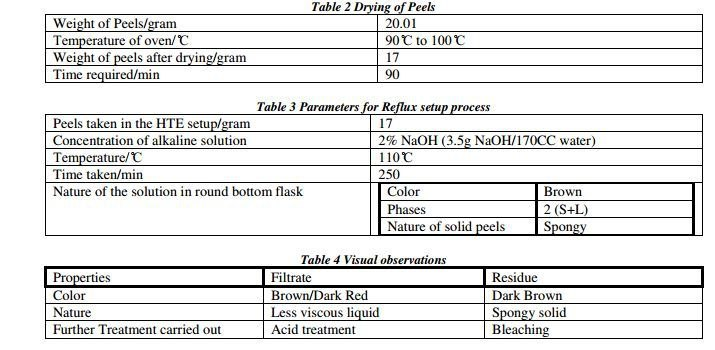 Table 2 Drying of Peels
Weight of Peels/gram 20.01
Temperature of oven/℃ 90℃ to 100℃
Weight of peels after drying/gram 17
Time required/min 90
Table 3 Parameters for Reflux setup process
Peels taken in the HTE setup/gram 17
Concentration of alkaline solution 2% NaOH (3.5g NaOH/170CC water)
Temperature/℃ 110℃
Time taken/min 250
Nature of the solution in round bottom flask Color Brown
Phases 2 (S+L)
Nature of solid peels Spongy
Table 4 Visual observations
Properties Filtrate Residue
Color Brown/Dark Red Dark Brown
Nature Less viscous liquid Spongy solid
Further Treatment carried out Acid treatment Bleaching